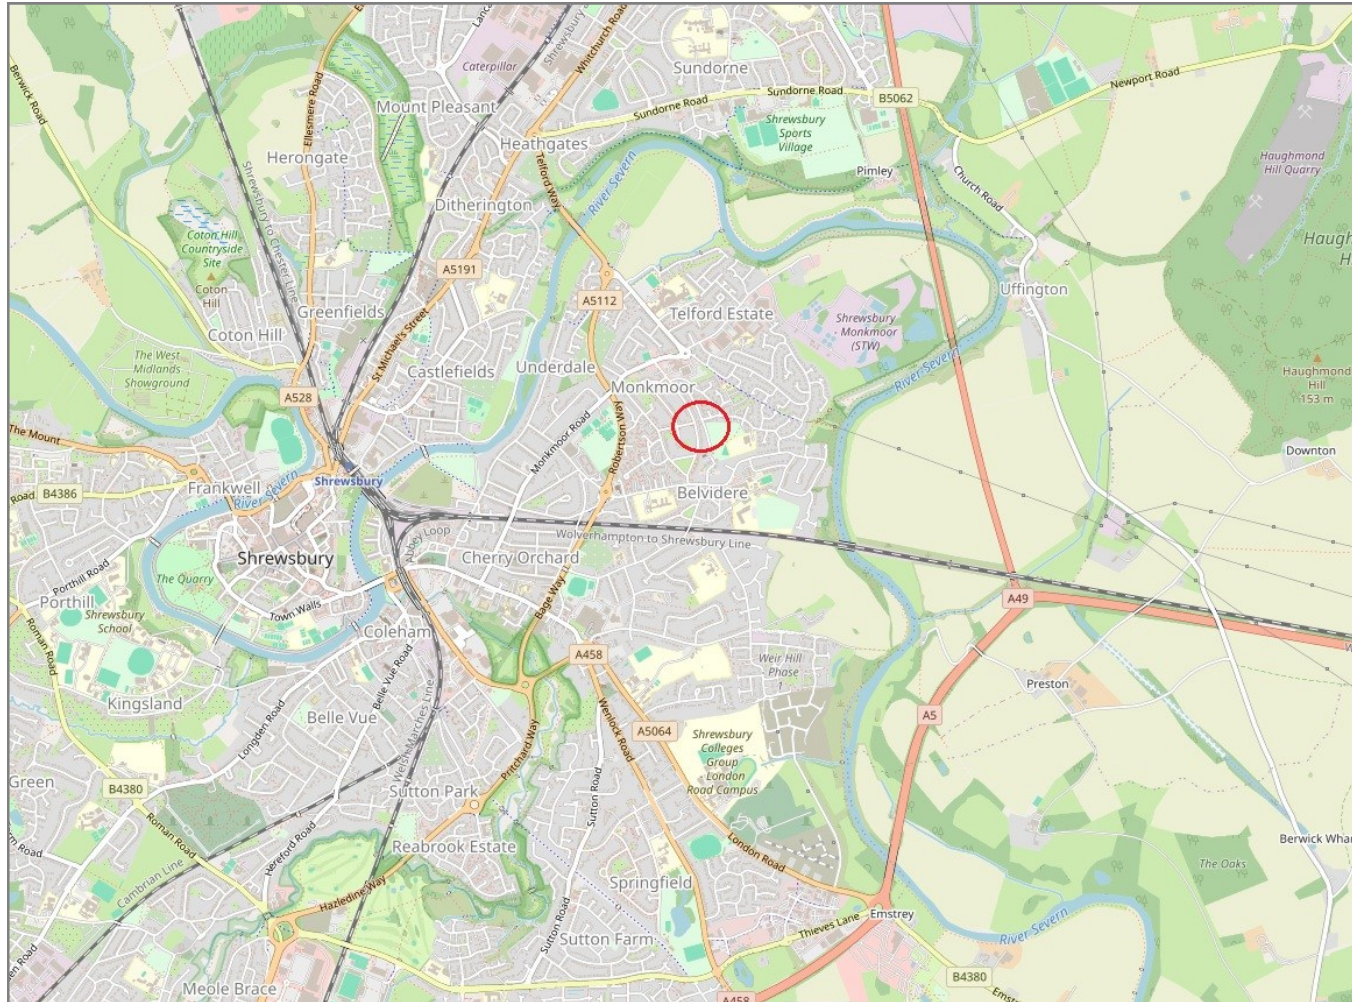 Berwick Road
Ellesmere Road
Caterpillar
Whitchurch Road
Sundorne
Sundorne Road
Sundorne Road
B5062
Newport Road
Mount Pleasant
Heathgates
Shrewsbury
Sports
Village
Haughmond
Hill Quarry
Herongate
Telford Way
River Severn
Pimley
Church Road
Ditherington
Coton Hill
Countryside
Site
Shrewsbury to Chester Line
Coton
Hill
A5191
Uffington
A5112
Greenfields
Telford Estate
Shrewsbury
- Monkmoor
(STW)
Coton Hill
St Michael's Street
The West
Midlands
Showground
Castlefields
Underdale
Monkmoor
River Severn
Haughmond
Hill
153 m
A528
Robertson Way
Monkmoor Road
The Mount
Downton
Shrewsbury
Frankwell
River Severn
Road
B4386
Belvidere
Abbey Loop
Wolverhampton to Shrewsbury Line
Shrewsbury
Cherry Orchard
Porthill Road
The Quarry
Town Walls
Bage Way
A49
Porthill
Shrewsbury
School
Coleham
Roman Road
Belle Vue Road
A458
Weir Hill
Phase
1
Preston
Kingsland
Longden Road
Belle Vue
Welsh Marches Line
Pritchard Way
Wenlock Road
A5064
A5
Shrewsbury
Colleges
Group
London
Road Campus
Green
B4380
Sutton Park
Sutton Road
Roman Road
Hereford Road
Reabrook Estate
London Road
Berwick Wha
The Oaks
Cambrian Line
Hazledine Way
Springfield
Emstrey
Thieves Lane
River Severn
Sutton Road
Sutton Farm
B4380
Meole Brace
A458